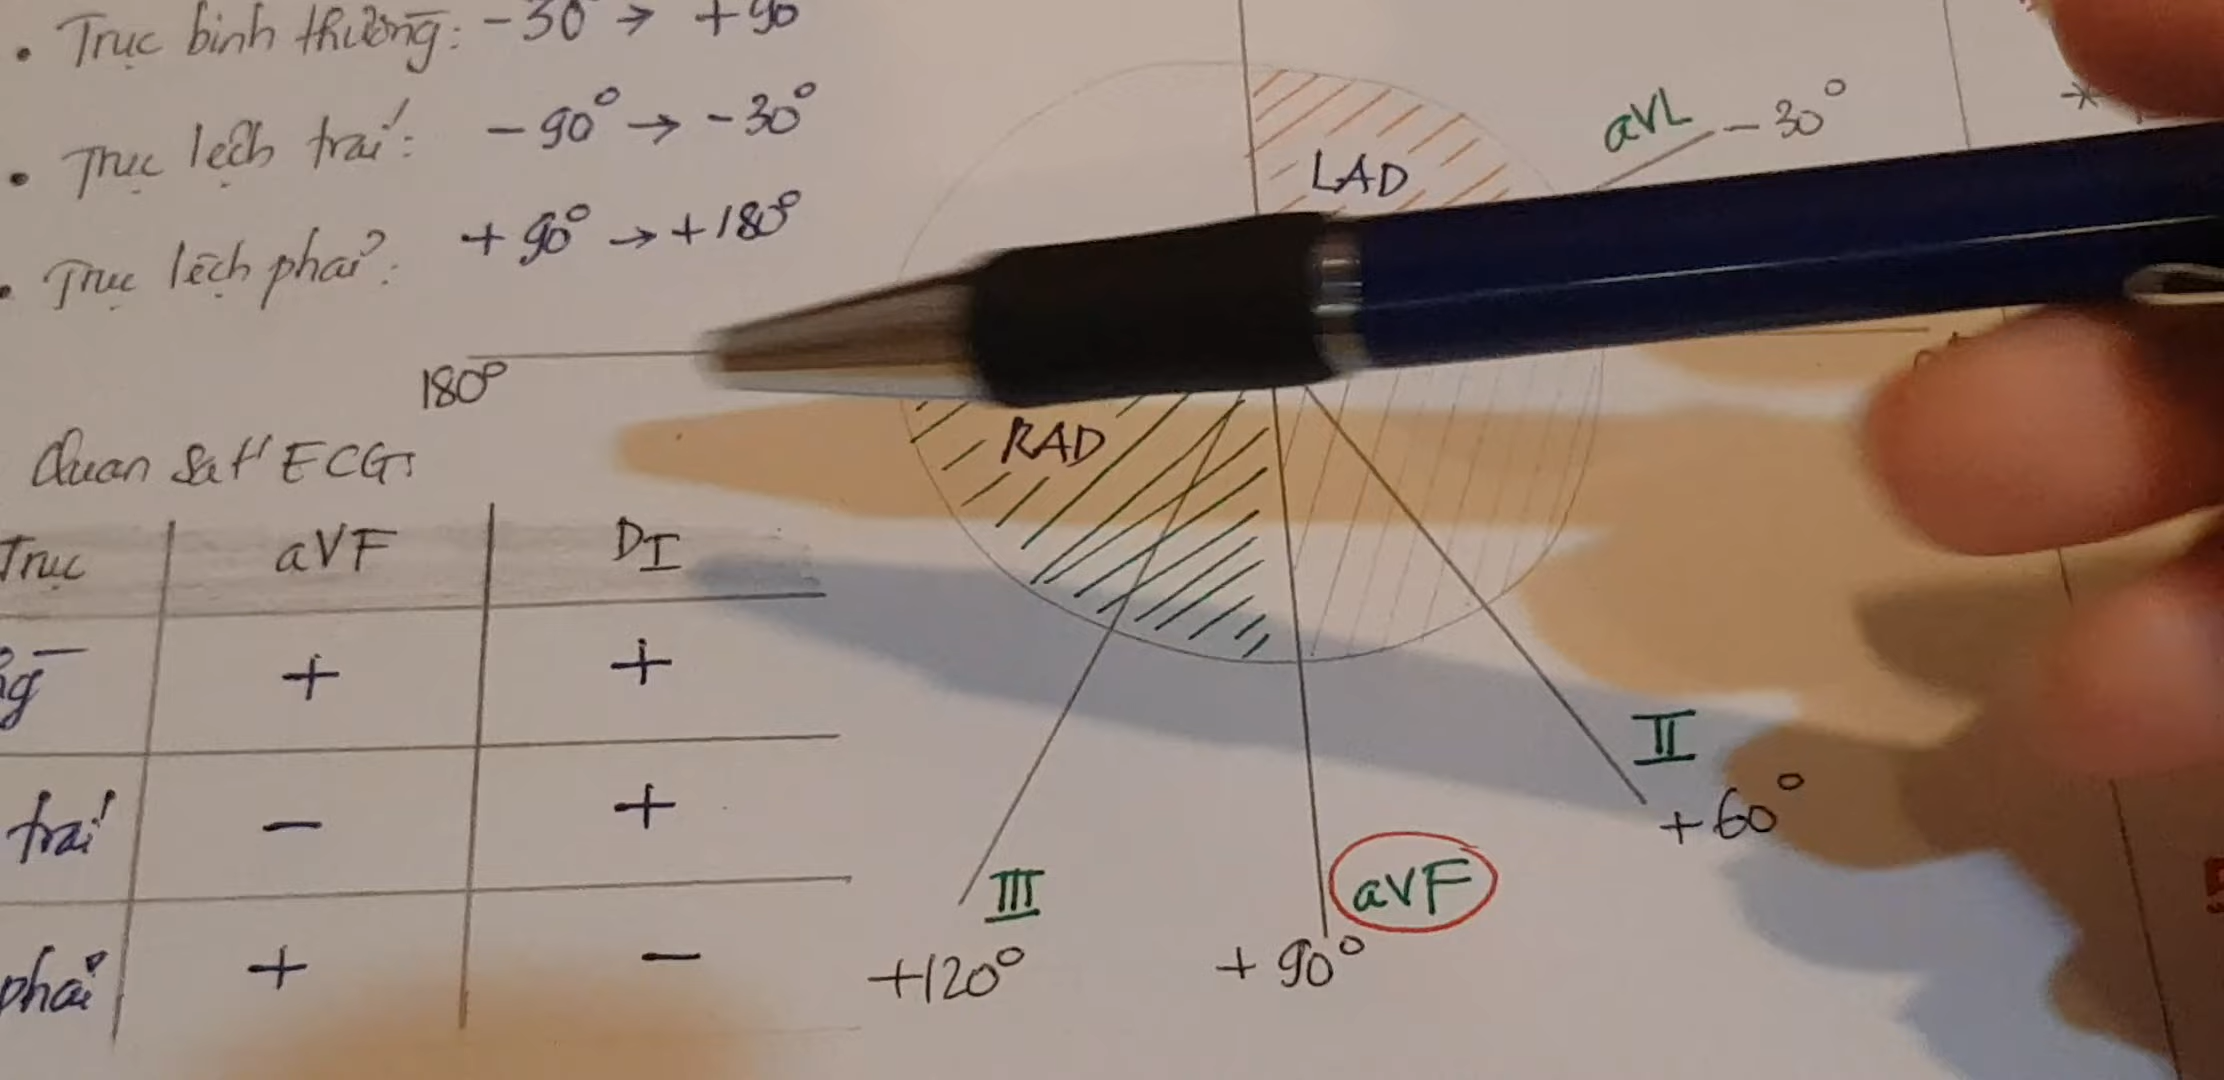 • Trục bình thường: -30° → +90
• Trục lệch trái: -90° → -30°
• Trục lệch phải: +90° → +180°
aVL -30°
LAD
180°
RAD
Quan sát ECG:
Trục aVF DI
+ +
trái - +
phải + -
II
+60°
III
+120°
aVF
+90°